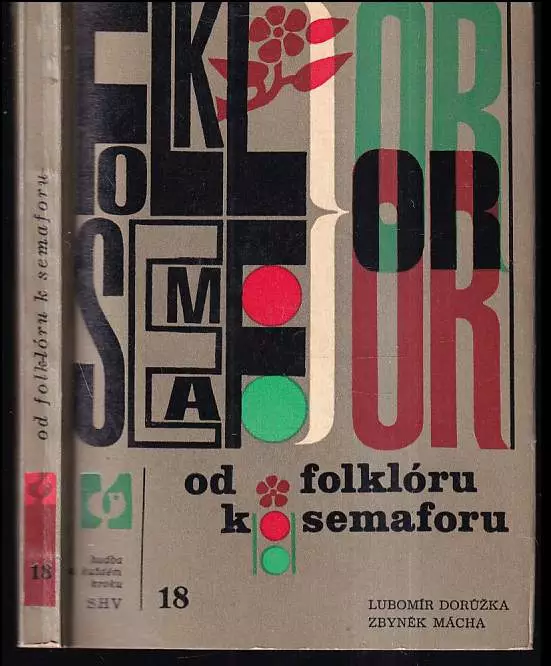 FOLKLOR
SEMAFOR
OR
od folklóru
k semaforu
18
LUBOMÍR DORŮŽKA
ZBYNĚK MÁCHA
hudba
na každém
kroku
SHV
od folklóru k semaforu
18